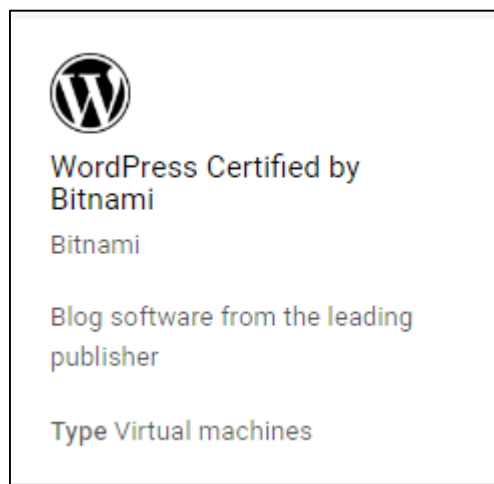 WordPress Certified by
Bitnami
Bitnami
Blog software from the leading
publisher
Type Virtual machines